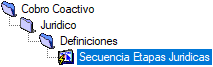 Cobro Coactivo
Juridico
Definiciones
Secuencia Etapas Juridicas